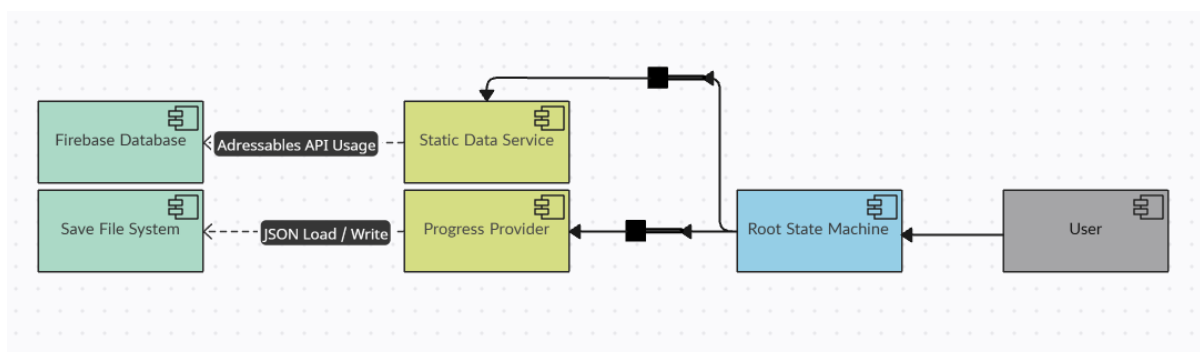 Firebase Database
Adressables API Usage
Static Data Service
Save File System
JSON Load / Write
Progress Provider
Root State Machine
User